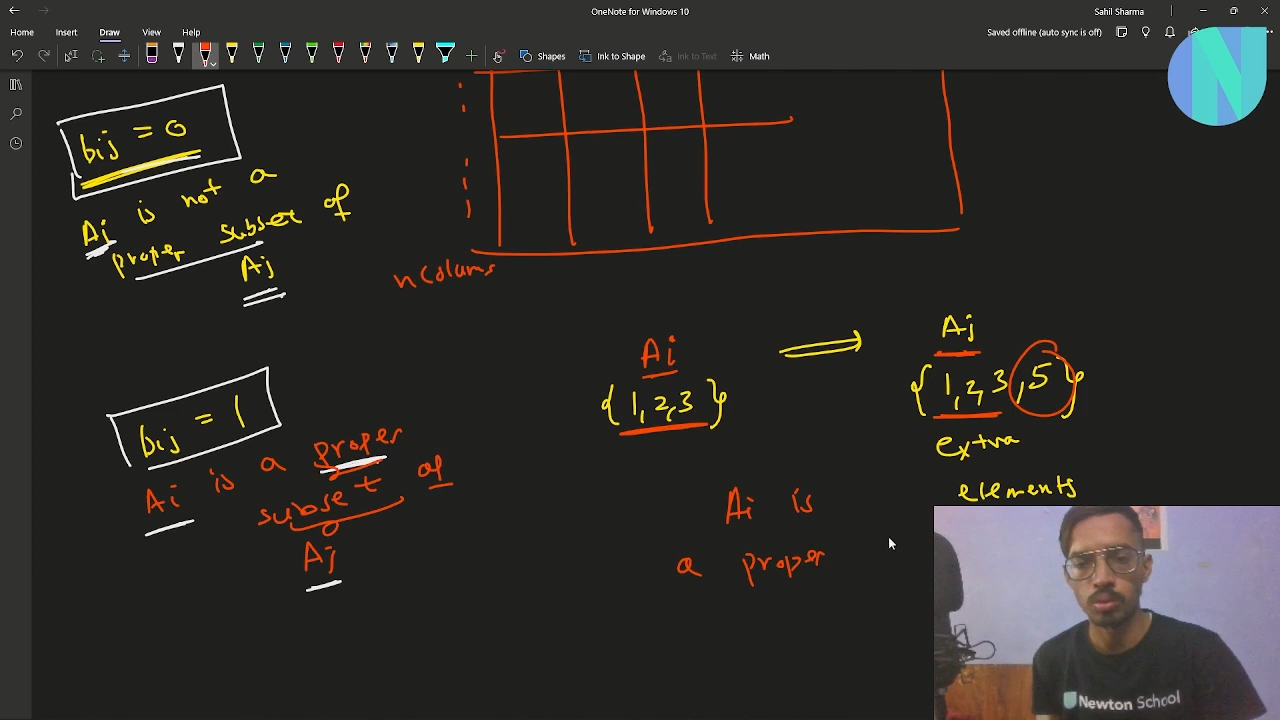 OneNote for Windows 10
Sahil Sharma
Home Insert Draw View Help
Saved offline (auto sync is off)
Shapes Ink to Shape Ink to Text Math
bij = 0
Ai is not a
proper subset of
Aj
n Colums
bij = 1
Ai is a proper
subset of
Aj
Ai
{1,2,3}
Aj
{1,2,3,5}
extra
elements
Ai is
a proper
Newton School